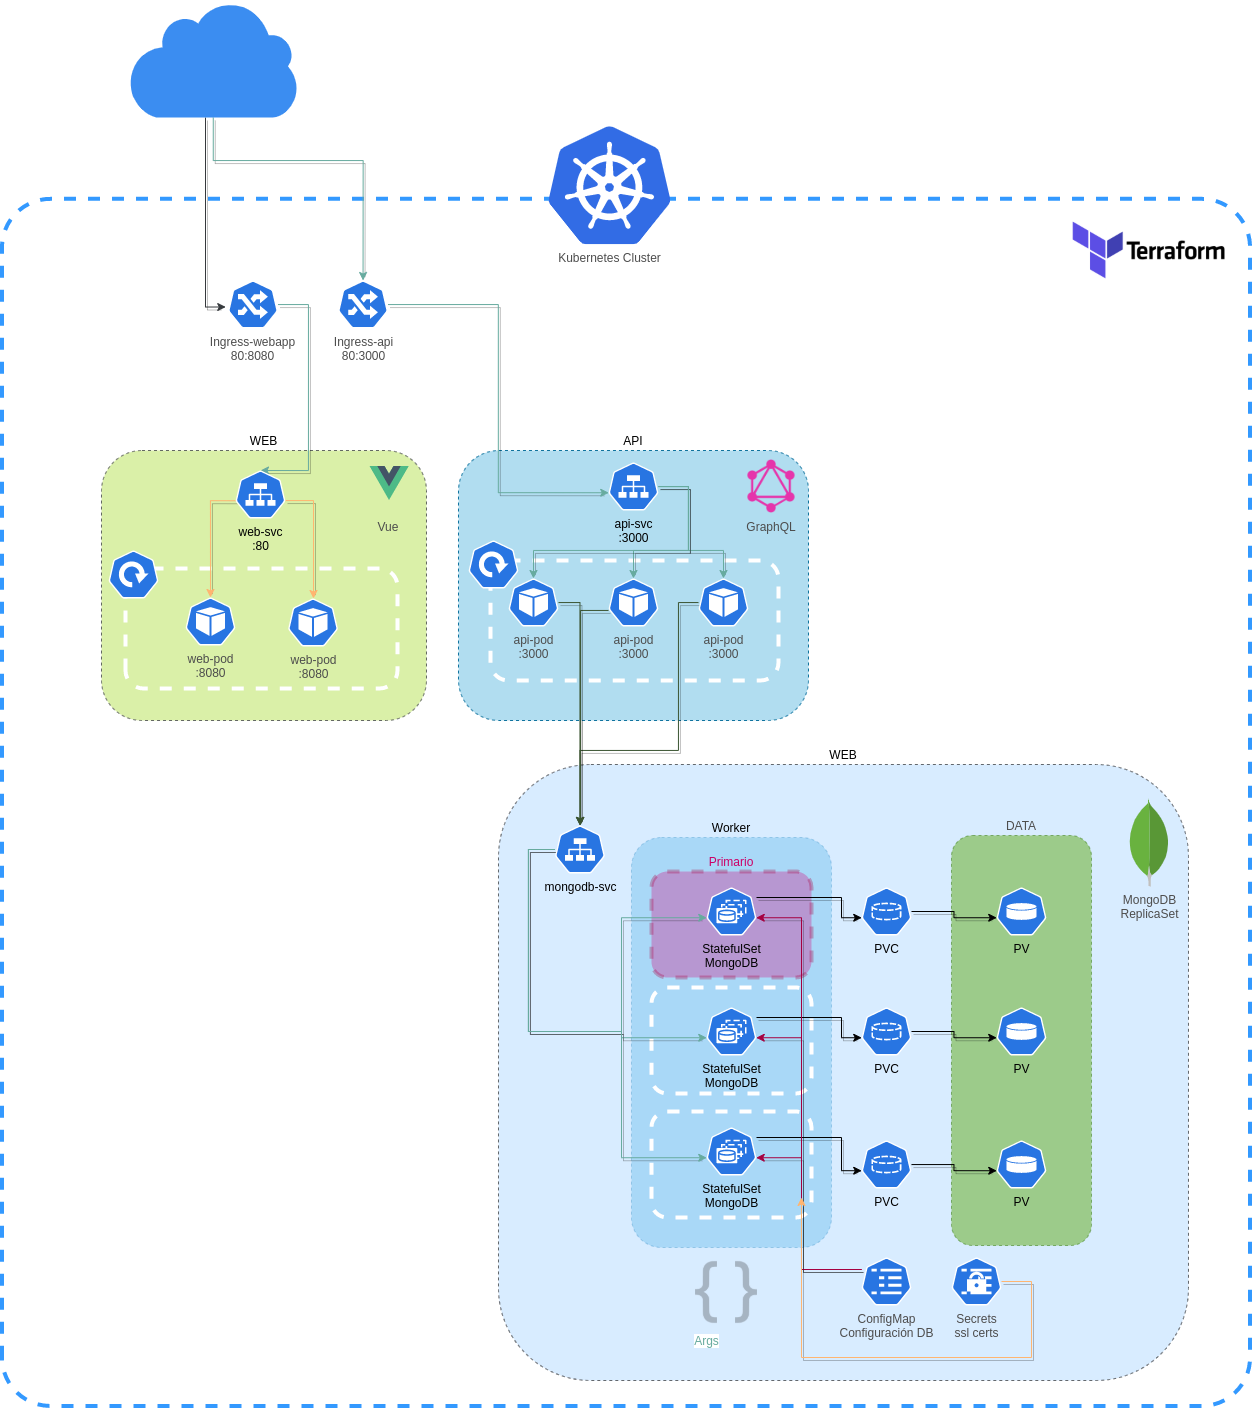 Kubernetes Cluster
Terraform
Ingress-webapp
80:8080
Ingress-api
80:3000
WEB
Vue
web-svc
:80
web-pod
:8080
web-pod
:8080
API
GraphQL
api-svc
:3000
api-pod
:3000
api-pod
:3000
api-pod
:3000
WEB
MongoDB
ReplicaSet
mongodb-svc
Worker
DATA
Primario
StatefulSet
MongoDB
PVC
PV
StatefulSet
MongoDB
PVC
PV
StatefulSet
MongoDB
PVC
PV
{ }
Args
ConfigMap
Configuración DB
Secrets
ssl certs